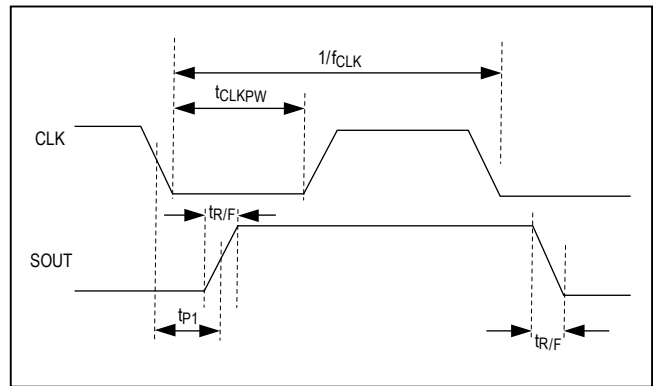 1/fCLK
tCLKPW
CLK
tR/F
SOUT
tP1
tR/F